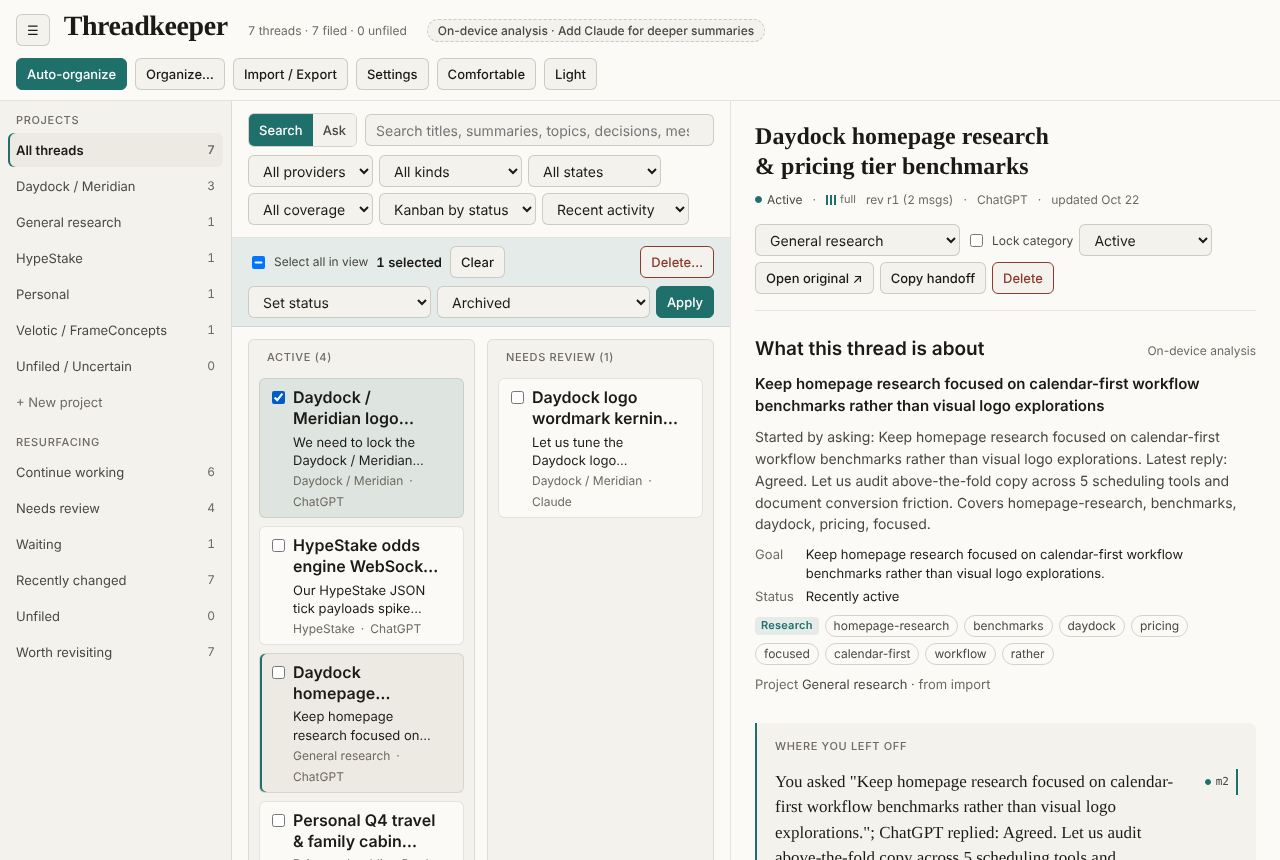 ☰
Threadkeeper
7 threads · 7 filed · 0 unfiled
On-device analysis · Add Claude for deeper summaries
Auto-organize
Organize…
Import / Export
Settings
Comfortable
Light
PROJECTS
All threads 7
Daydock / Meridian 3
General research 1
HypeStake 1
Personal 1
Velotic / FrameConcepts 1
Unfiled / Uncertain 0
+ New project
RESURFACING
Continue working 6
Needs review 4
Waiting 1
Recently changed 7
Unfiled 0
Worth revisiting 7
Search
Ask
Search titles, summaries, topics, decisions, mes
All providers
All kinds
All states
All coverage
Kanban by status
Recent activity
Select all in view
1 selected
Clear
Delete…
Set status
Archived
Apply
ACTIVE (4)
Daydock /
Meridian logo…
We need to lock the
Daydock / Meridian…
Daydock / Meridian ·
ChatGPT
HypeStake odds
engine WebSock…
Our HypeStake JSON
tick payloads spike…
HypeStake · ChatGPT
Daydock
homepage…
Keep homepage
research focused on…
General research ·
ChatGPT
Personal Q4 travel
& family cabin…
NEEDS REVIEW (1)
Daydock logo
wordmark kernin…
Let us tune the
Daydock logo…
Daydock / Meridian ·
Claude
Daydock homepage research
& pricing tier benchmarks
Active · full rev r1 (2 msgs) · ChatGPT · updated Oct 22
General research
Lock category
Active
Open original ↗
Copy handoff
Delete
What this thread is about
On-device analysis
Keep homepage research focused on calendar-first workflow
benchmarks rather than visual logo explorations
Started by asking: Keep homepage research focused on calendar-first
workflow benchmarks rather than visual logo explorations. Latest reply:
Agreed. Let us audit above-the-fold copy across 5 scheduling tools and
document conversion friction. Covers homepage-research, benchmarks,
daydock, pricing, focused.
Goal Keep homepage research focused on calendar-first workflow
benchmarks rather than visual logo explorations.
Status Recently active
Research homepage-research benchmarks daydock pricing
focused calendar-first workflow rather
Project General research · from import
WHERE YOU LEFT OFF
You asked "Keep homepage research focused on calendar-
first workflow benchmarks rather than visual logo
explorations."; ChatGPT replied: Agreed. Let us audit
above-the-fold copy across 5 scheduling tools and
m2